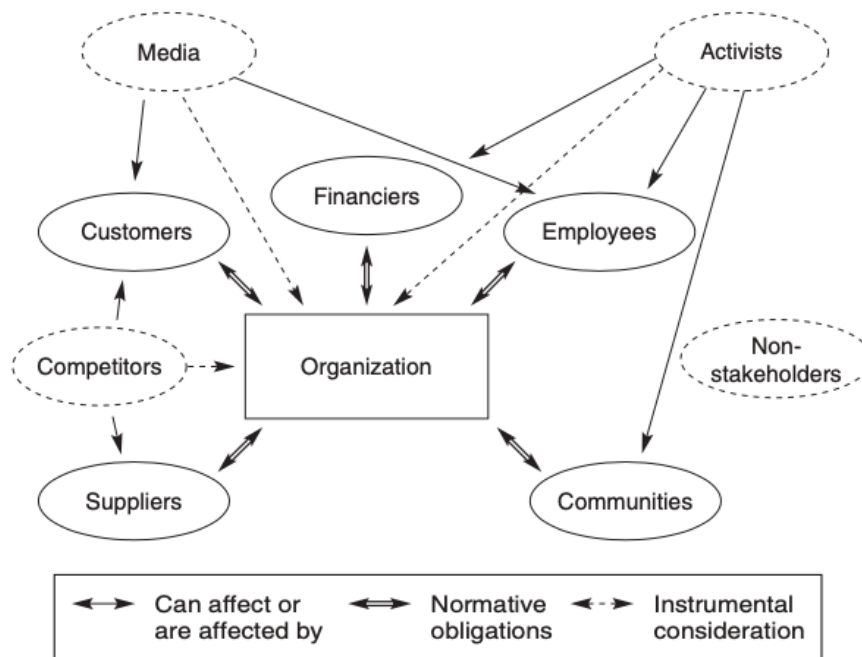 Media
Activists
Financiers
Customers
Employees
Competitors
Organization
Non-
stakeholders
Suppliers
Communities
Can affect or
are affected by
Normative
obligations
Instrumental
consideration